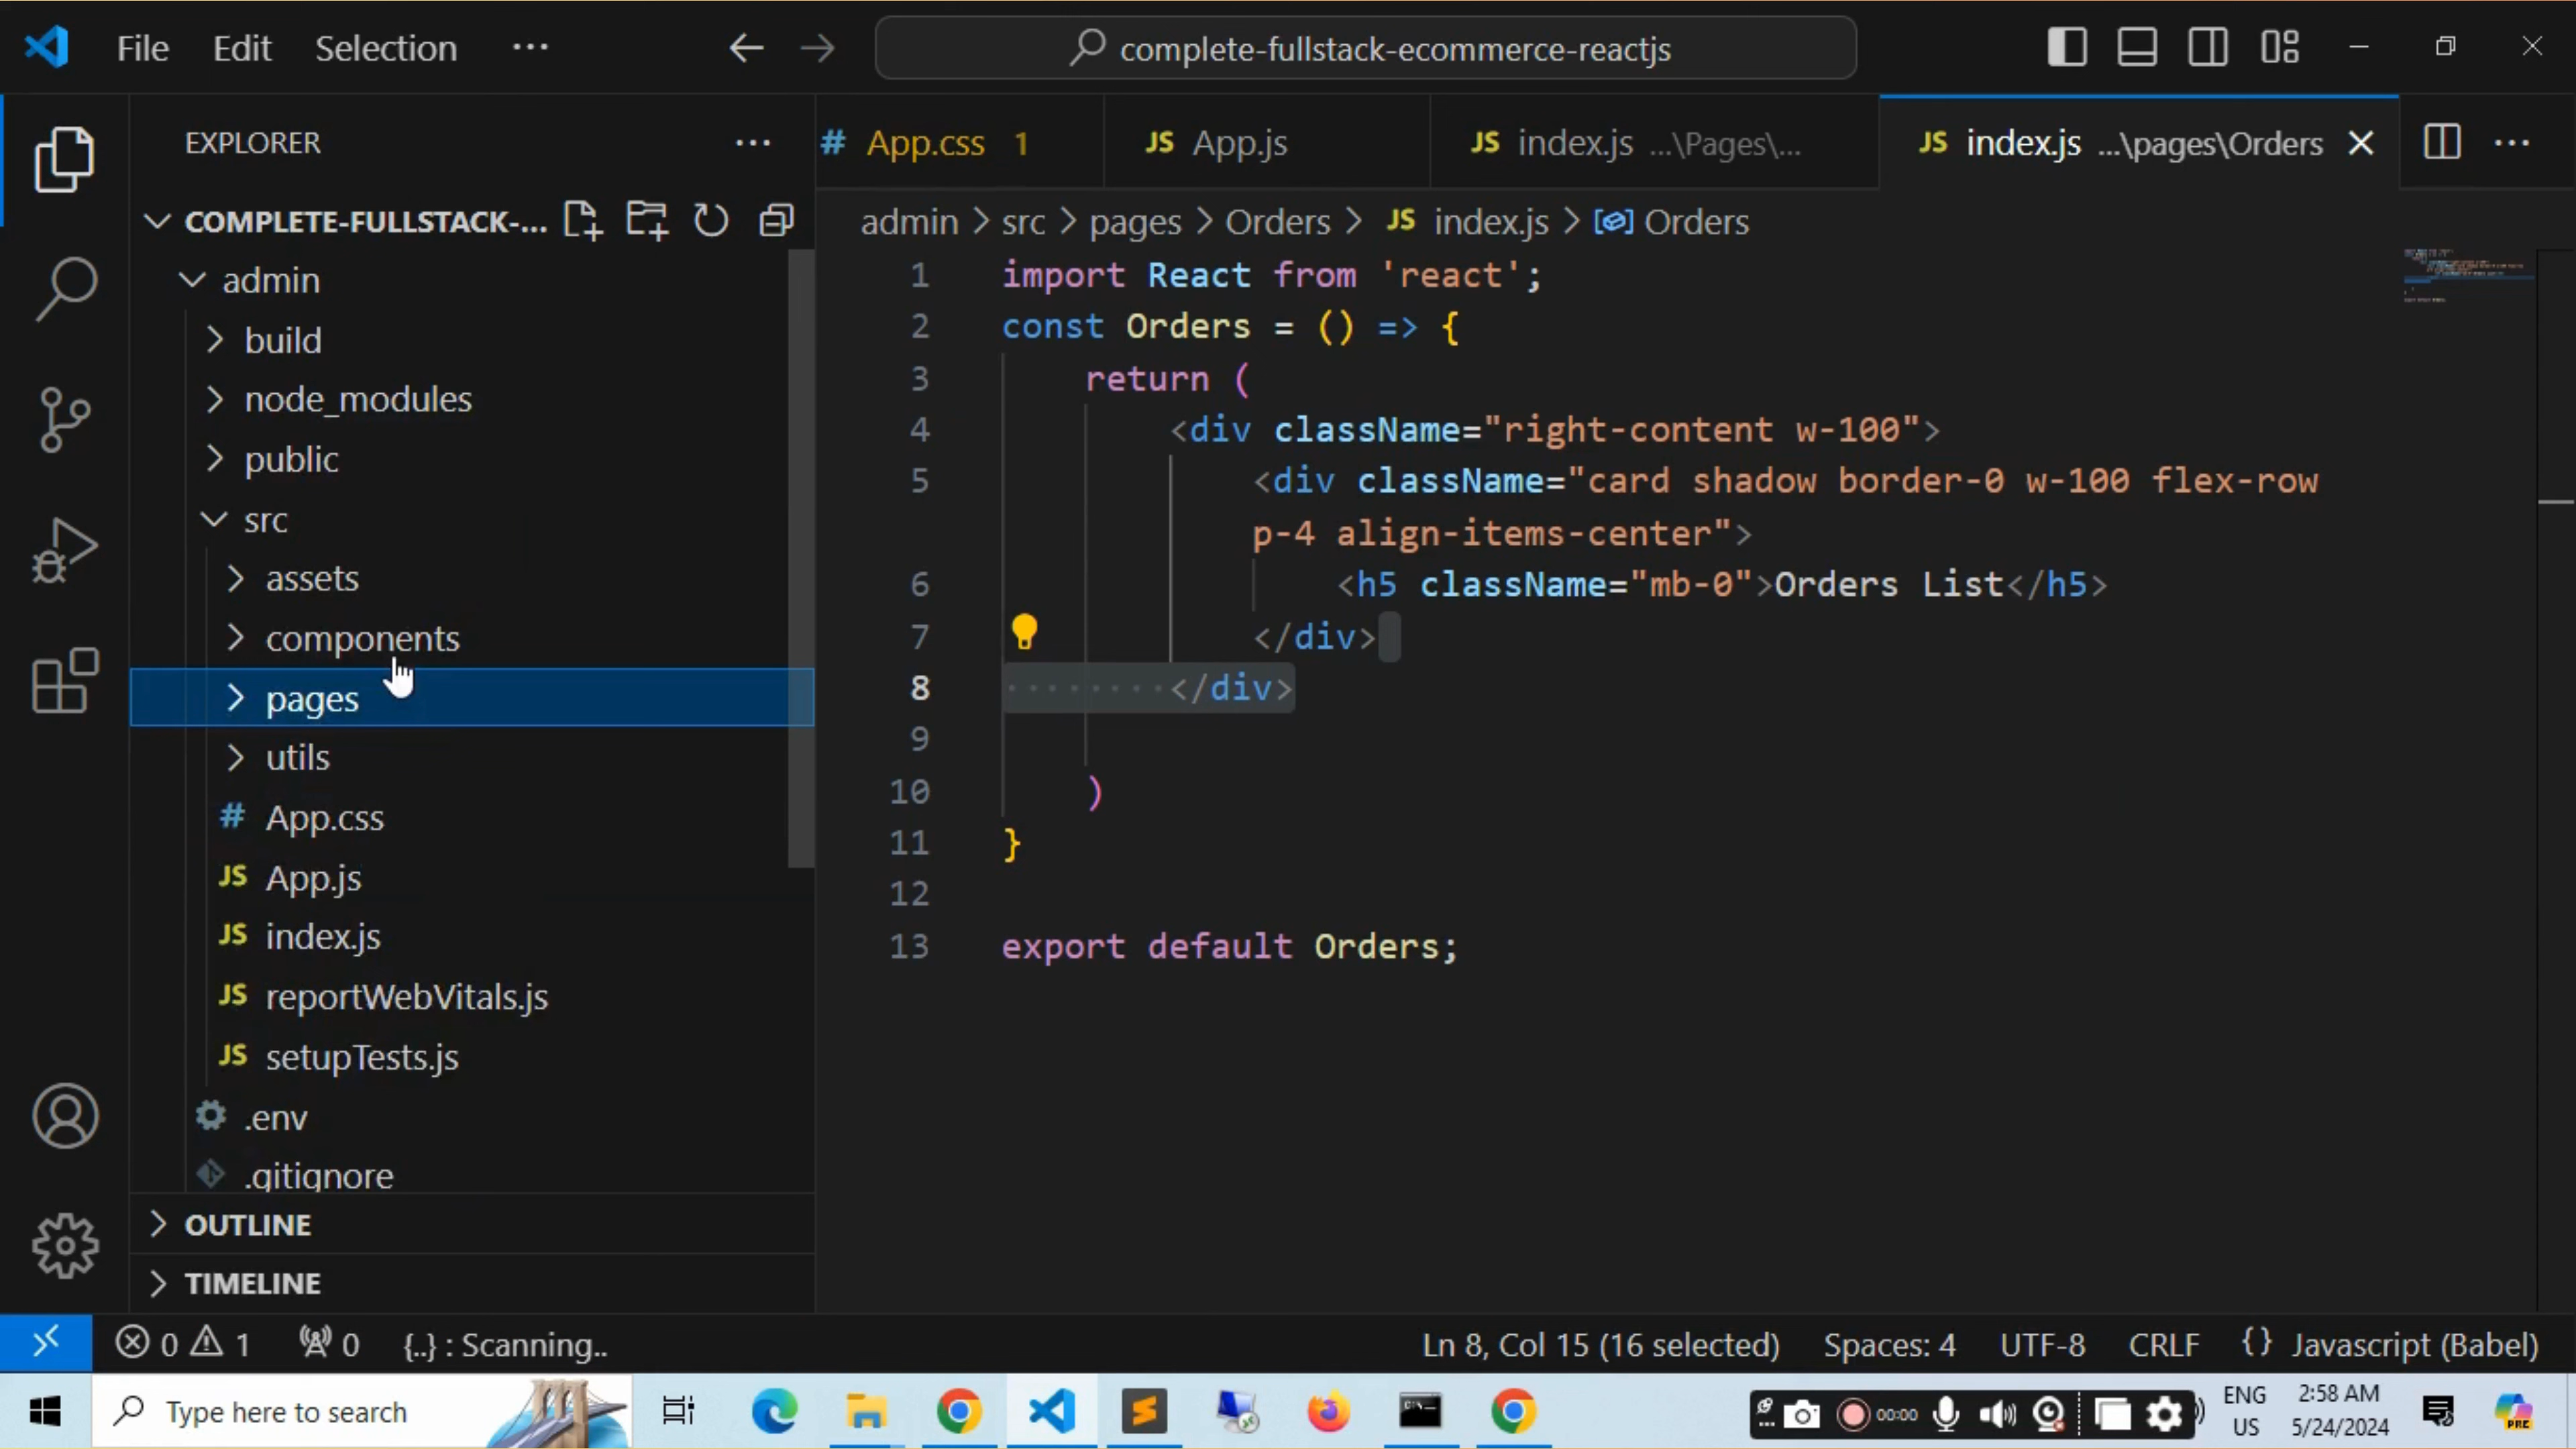 File Edit Selection ···
complete-fullstack-ecommerce-reactjs
EXPLORER
COMPLETE-FULLSTACK-...
admin
build
node_modules
public
src
assets
components
pages
utils
# App.css
JS App.js
JS index.js
JS reportWebVitals.js
JS setupTests.js
.env
.gitignore
OUTLINE
TIMELINE
# App.css 1
JS App.js
JS index.js ...\Pages\...
JS index.js ...\pages\Orders
admin > src > pages > Orders > JS index.js > Orders
1 import React from 'react';
2 const Orders = () => {
3 return (
4 <div className="right-content w-100">
5 <div className="card shadow border-0 w-100 flex-row
p-4 align-items-center">
6 <h5 className="mb-0">Orders List</h5>
7 </div>
8 ········</div>
9
10 )
11 }
12
13 export default Orders;
0 1 0 {..} : Scanning..
Ln 8, Col 15 (16 selected) Spaces: 4 UTF-8 CRLF {} Javascript (Babel)
Type here to search
00:00
ENG
US
2:58 AM
5/24/2024
PRE